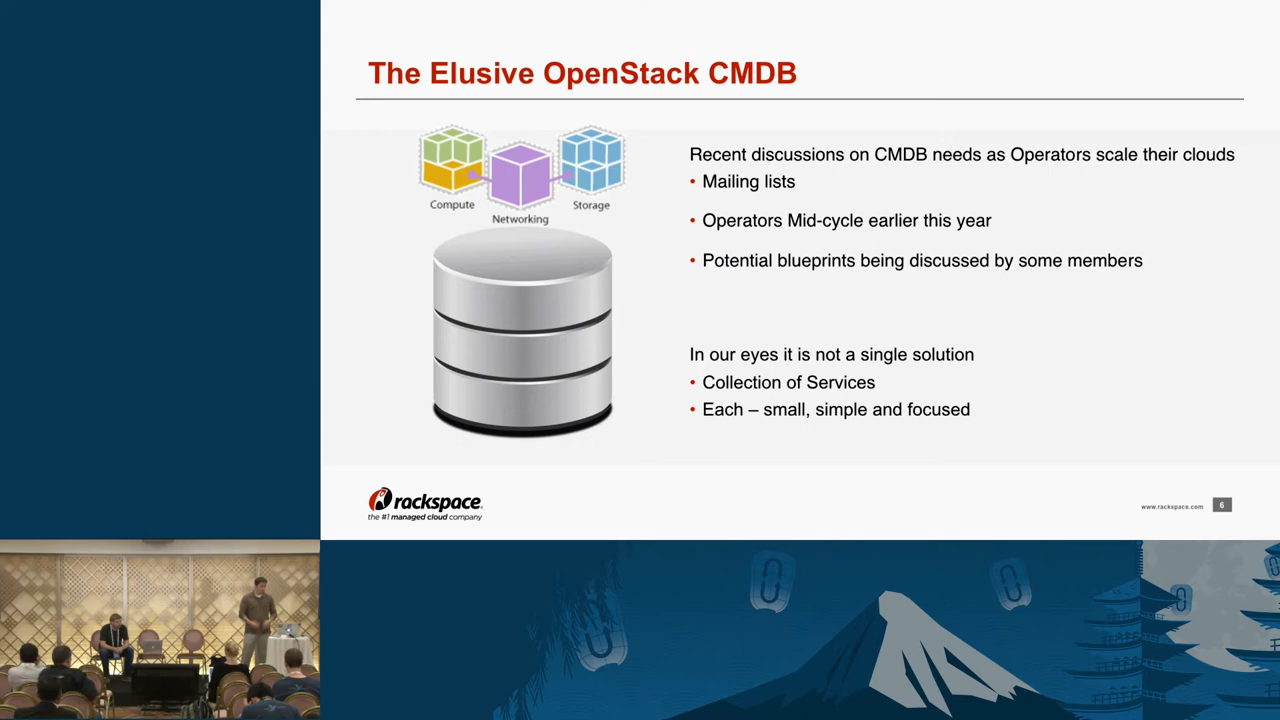 The Elusive OpenStack CMDB
Compute
Networking
Storage
Recent discussions on CMDB needs as Operators scale their clouds
• Mailing lists
• Operators Mid-cycle earlier this year
• Potential blueprints being discussed by some members
In our eyes it is not a single solution
• Collection of Services
• Each – small, simple and focused
rackspace
the #1 managed cloud company
www.rackspace.com
6